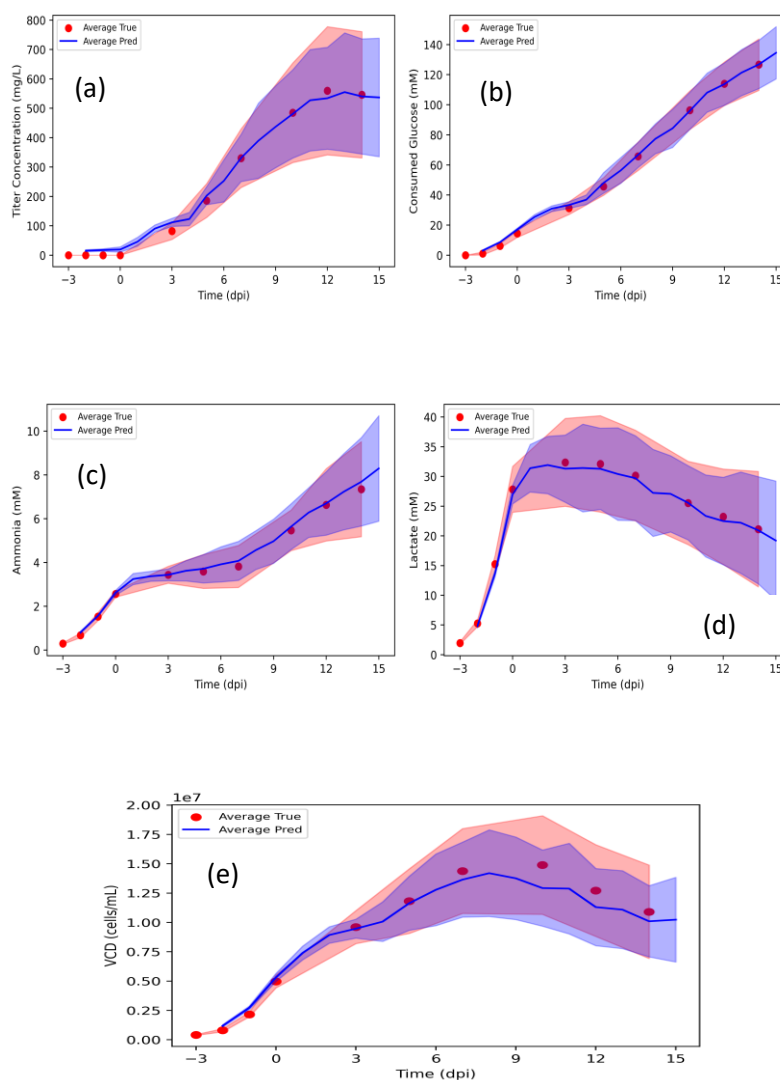 800
700
600
500
400
300
200
100
0
Titer Concentration (mg/L)
Average True
Average Pred
(a)
−3 0 3 6 9 12 15
Time (dpi)
140
120
100
80
60
40
20
0
Consumed Glucose (mM)
Average True
Average Pred
(b)
−3 0 3 6 9 12 15
Time (dpi)
10
8
6
4
2
0
Ammonia (mM)
Average True
Average Pred
(c)
−3 0 3 6 9 12 15
Time (dpi)
40
35
30
25
20
15
10
5
0
Lactate (mM)
Average True
Average Pred
(d)
−3 0 3 6 9 12 15
Time (dpi)
1e7
2.00
1.75
1.50
1.25
1.00
0.75
0.50
0.25
0.00
VCD (cells/mL)
Average True
Average Pred
(e)
−3 0 3 6 9 12 15
Time (dpi)